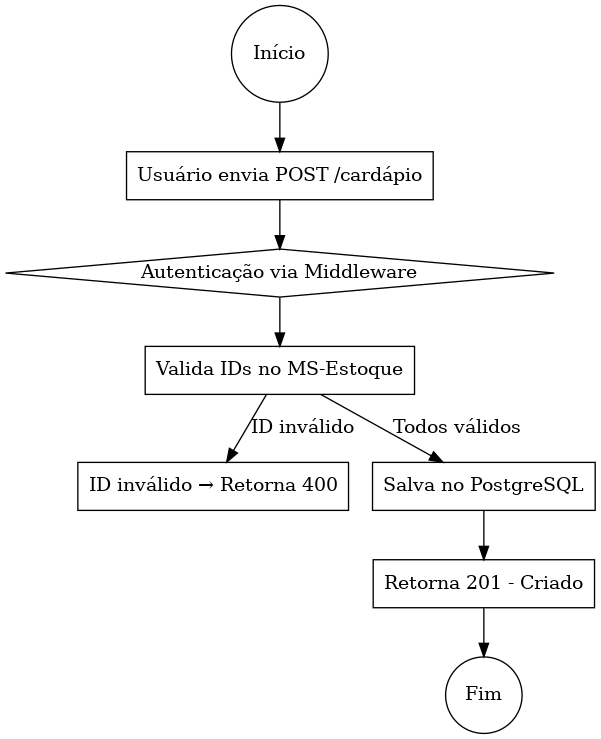 Início
Usuário envia POST /cardápio
Autenticação via Middleware
Valida IDs no MS-Estoque
ID inválido
Todos válidos
ID inválido → Retorna 400
Salva no PostgreSQL
Retorna 201 - Criado
Fim